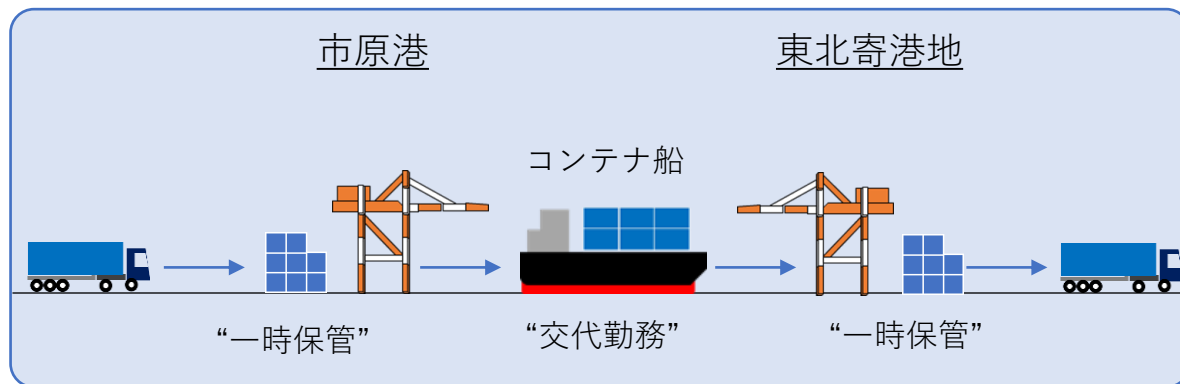 市原港
東北寄港地
コンテナ船
“一時保管”
“交代勤務”
“一時保管”